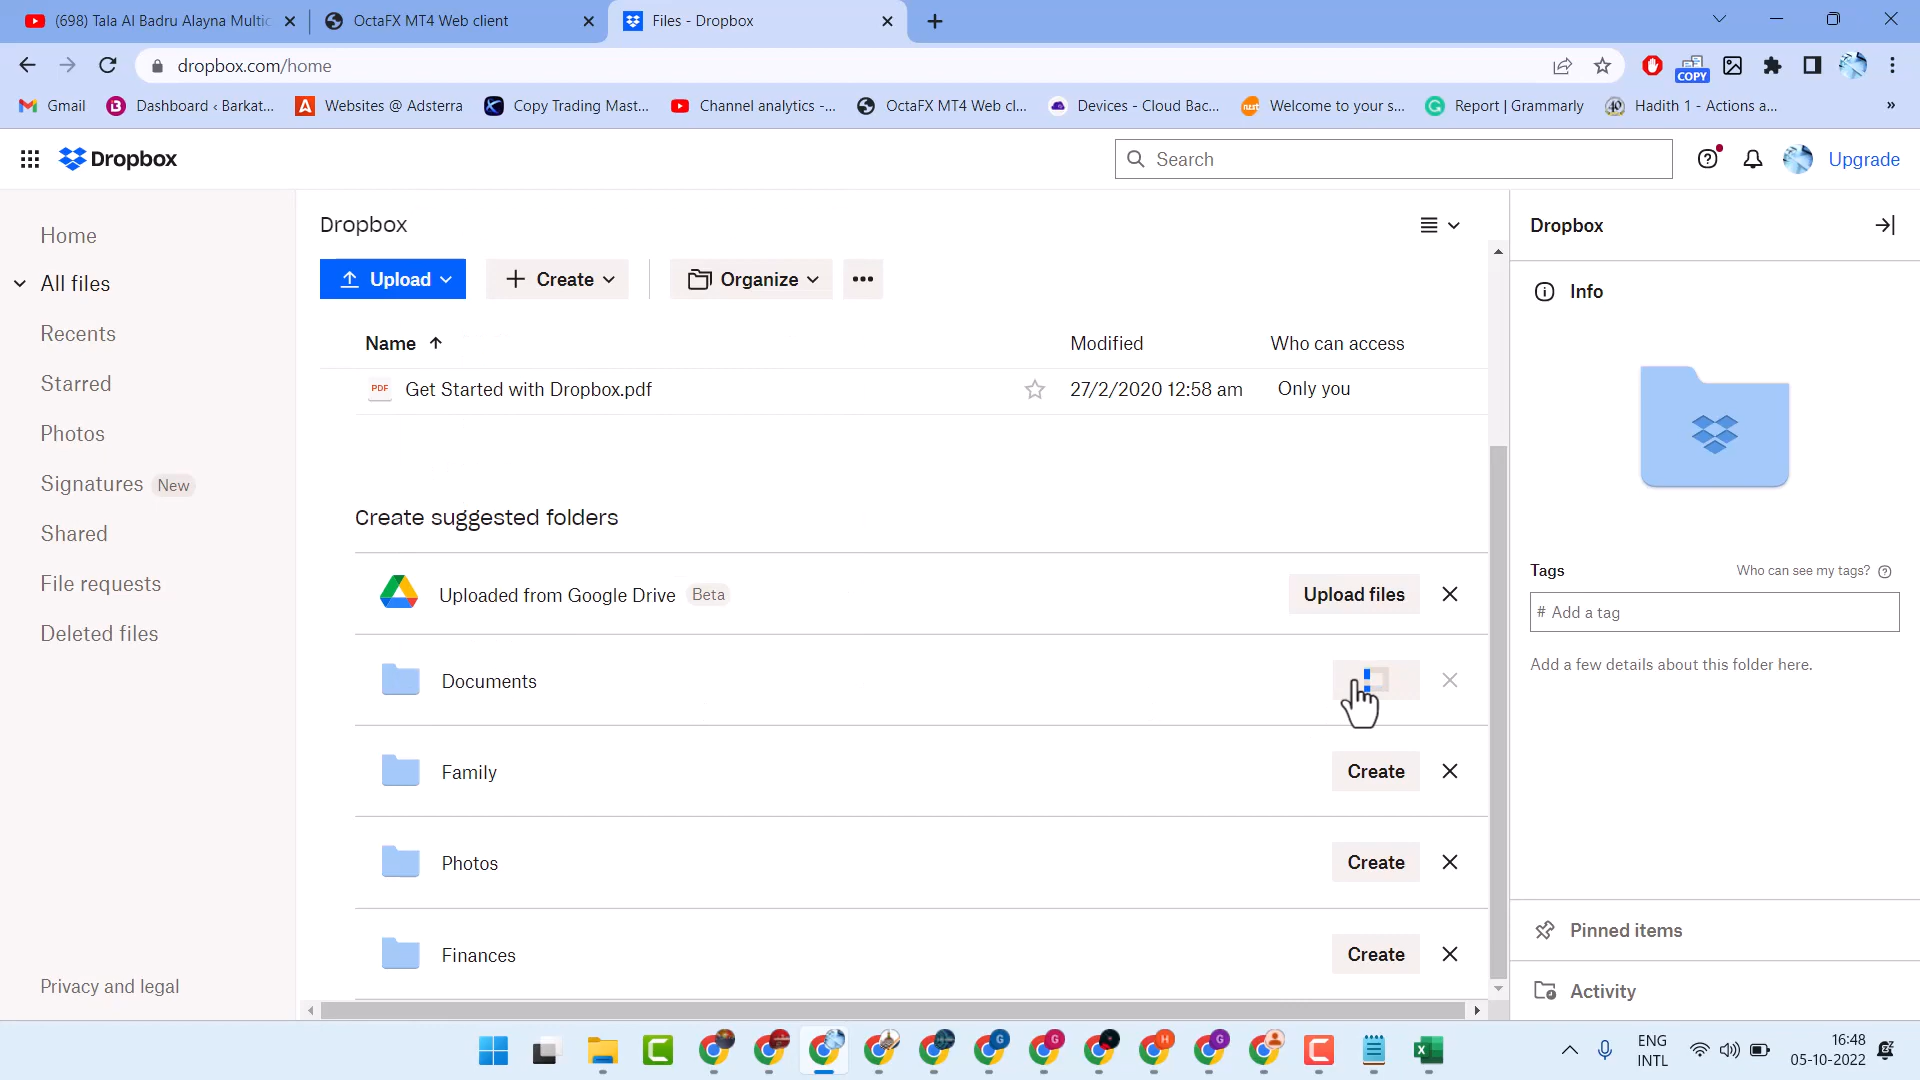 (698) Tala Al Badru Alayna Multic
OctaFX MT4 Web client
Files - Dropbox
dropbox.com/home
COPY
Gmail
Dashboard ‹ Barkat...
Websites @ Adsterra
Copy Trading Mast...
Channel analytics -...
OctaFX MT4 Web cl...
Devices - Cloud Bac...
Welcome to your s...
Report | Grammarly
Hadith 1 - Actions a...
»
Dropbox
Search
Upgrade
Home
All files
Recents
Starred
Photos
Signatures New
Shared
File requests
Deleted files
Privacy and legal
Dropbox
Upload
Create
Organize
Name
Modified
Who can access
PDF
Get Started with Dropbox.pdf
27/2/2020 12:58 am
Only you
Create suggested folders
Uploaded from Google Drive Beta
Upload files
Documents
Family
Create
Photos
Create
Finances
Create
Dropbox
Info
Tags
Who can see my tags?
# Add a tag
Add a few details about this folder here.
Pinned items
Activity
G
G
H
G
ENG
INTL
16:48
05-10-2022